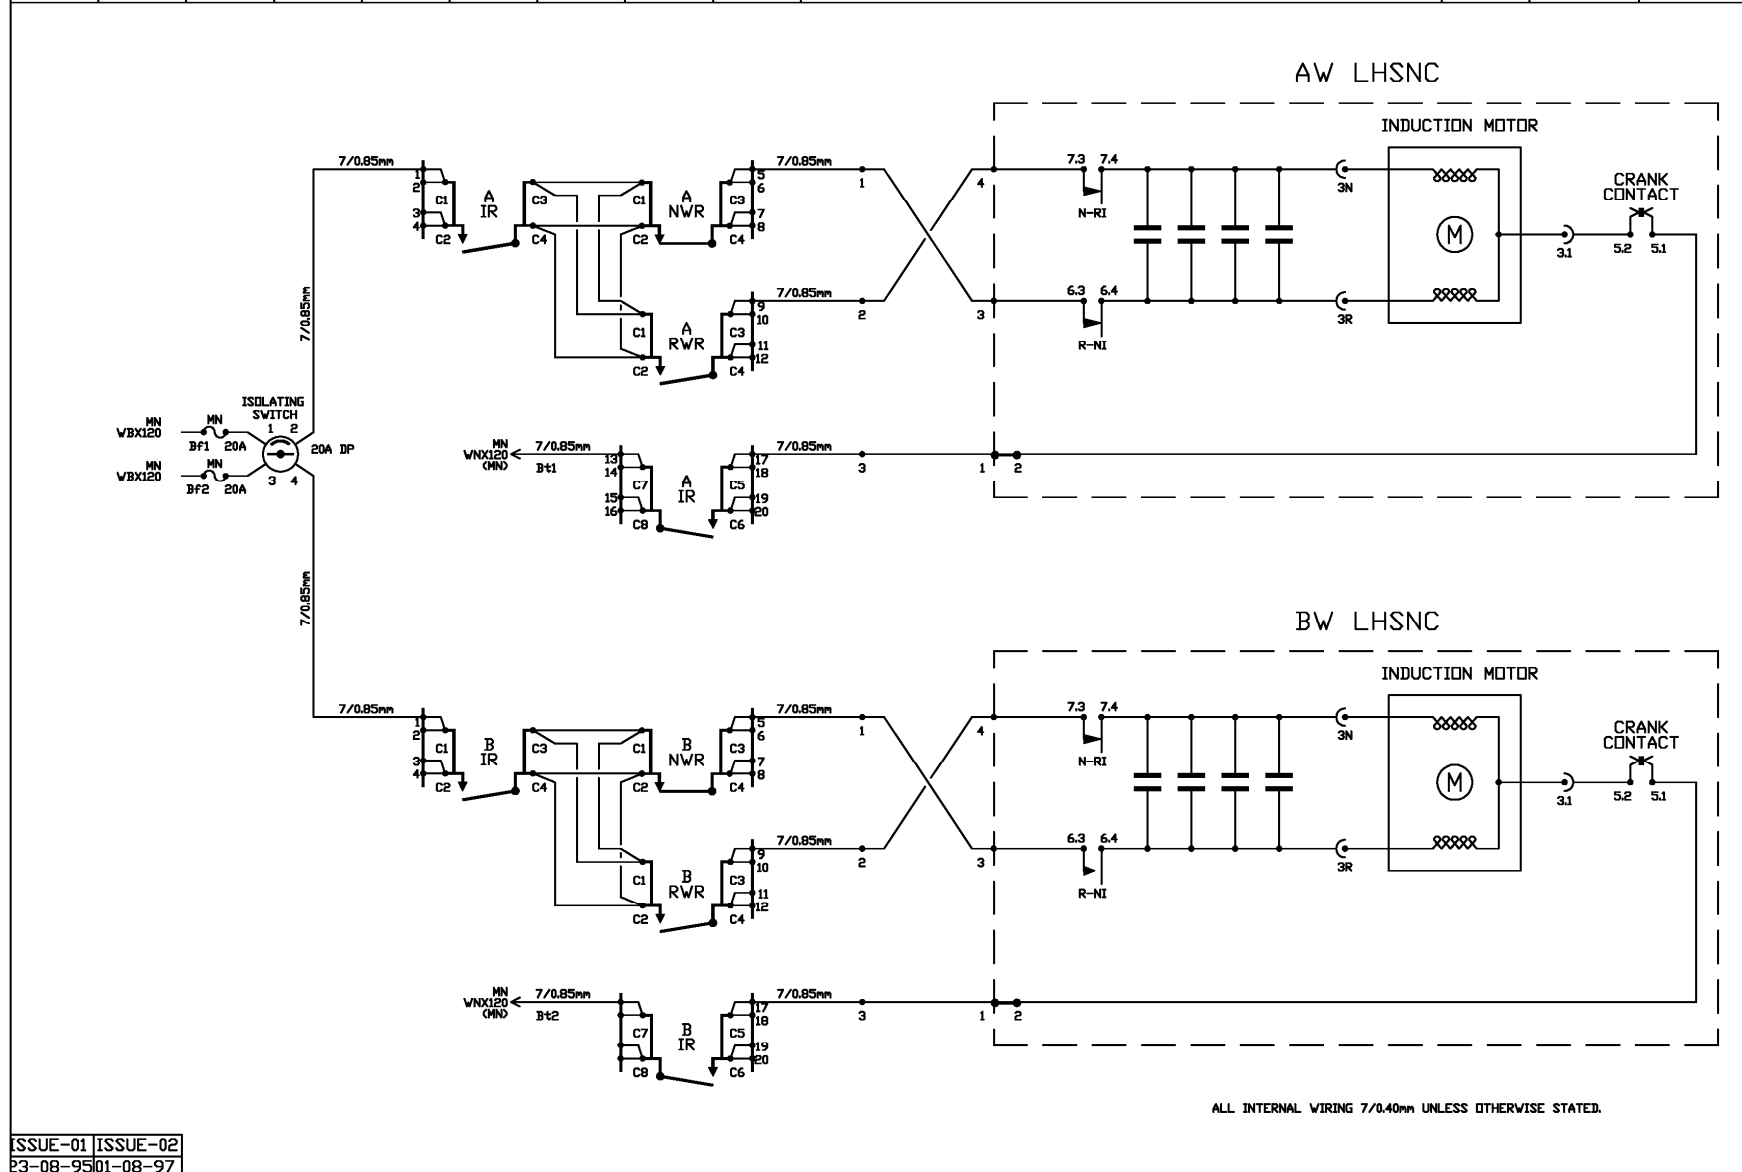 AW LHSNC
INDUCTION MOTOR
7/0.85mm
7/0.85mm
7.3 7.4
1
2
3
4
C1
C2
A
IR
C3
C4
C1
C2
A
NWR
C3
C4
5
6
7
8
1
4
N-RI
3N
CRANK
CONTACT
M
3.1
5.2 5.1
7/0.85mm
7/0.85mm
6.3 6.4
C1
C2
A
RWR
C3
C4
9
10
11
12
2
3
R-NI
3R
ISOLATING
SWITCH
MN
WBX120
MN
Bf1 20A
1 2
20A DP
MN
WBX120
MN
Bf2 20A
3 4
MN
WNX120
(MN)
7/0.85mm
Bt1
13
14
15
16
C7
C8
A
IR
C5
C6
17
18
19
20
7/0.85mm
3
1 2
7/0.85mm
BW LHSNC
INDUCTION MOTOR
7/0.85mm
7/0.85mm
7.3 7.4
1
2
3
4
C1
C2
B
IR
C3
C4
C1
C2
B
NWR
C3
C4
5
6
7
8
1
4
N-RI
3N
CRANK
CONTACT
M
3.1
5.2 5.1
7/0.85mm
6.3 6.4
C1
C2
B
RWR
C3
C4
9
10
11
12
2
3
R-NI
3R
MN
WNX120
(MN)
7/0.85mm
Bt2
C7
C8
B
IR
C5
C6
17
18
19
20
7/0.85mm
3
1 2
ALL INTERNAL WIRING 7/0.40mm UNLESS OTHERWISE STATED.
ISSUE-01 ISSUE-02
23-08-95 01-08-97